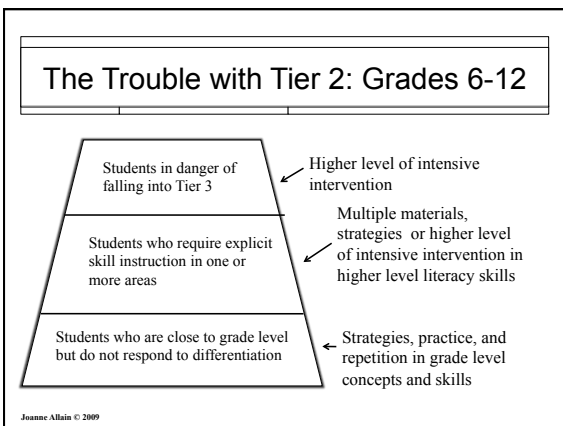 The Trouble with Tier 2: Grades 6-12
Students in danger of
falling into Tier 3
Higher level of intensive
intervention
Students who require explicit
skill instruction in one or
more areas
Multiple materials,
strategies or higher level
of intensive intervention in
higher level literacy skills
Students who are close to grade level
but do not respond to differentiation
Strategies, practice, and
repetition in grade level
concepts and skills
Joanne Allain © 2009